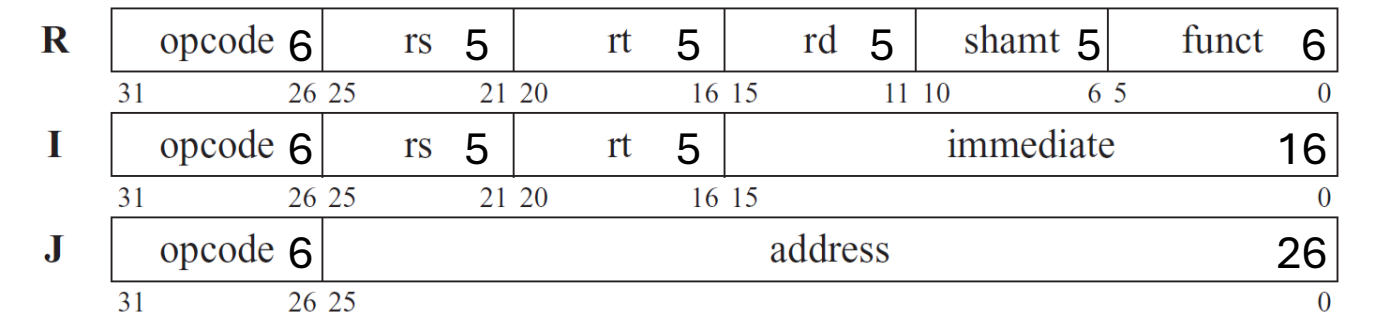 R opcode 6 rs 5 rt 5 rd 5 shamt 5 funct 6
31 26 25 21 20 16 15 11 10 6 5 0
I opcode 6 rs 5 rt 5 immediate 16
31 26 25 21 20 16 15 0
J opcode 6 address 26
31 26 25 0